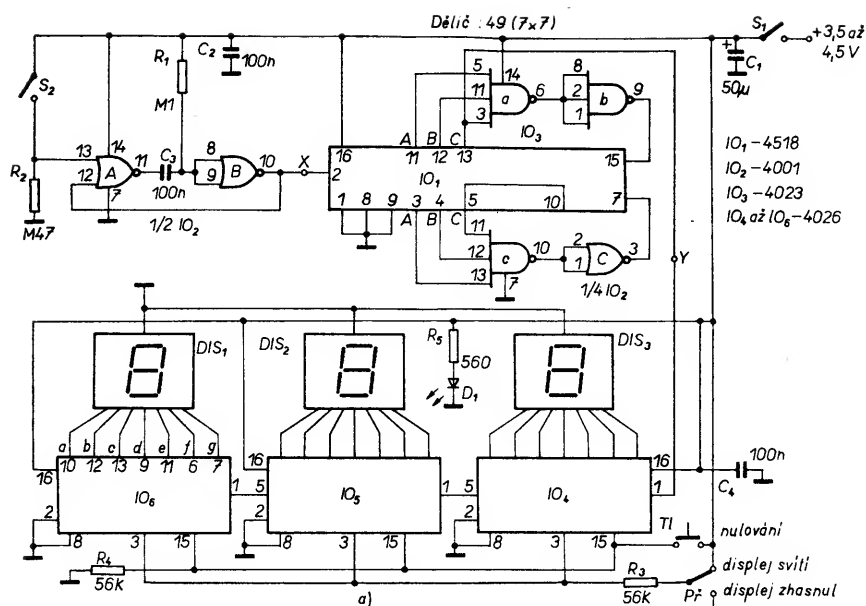 Dělič : 49 (7×7)
S₁
+3,5 až
4,5 V
+
C₁
50µ
C₂
100n
R₁
M1
S₂
R₂
M47
13
12
14
A
11
7
C₃
100n
8
9
B
10
X
1/2 IO₂
16
2
IO₁
A
11
B
12
C
13
15
7
1
8
9
A
3
B
4
C
5
10
5
11
3
14
a
6
8
2
1
b
9
IO₃
11
12
13
c
10
7
2
1
C
3
1/4 IO₂
Y
IO₁ - 4518
IO₂ - 4001
IO₃ - 4023
IO₄ až IO₆ - 4026
DIS₁
DIS₂
DIS₃
R₅
560
D₁
a b c d e f g
10 12 13 9 11 6 7
16
2
IO₆
8
3
15
1
16
5
2
IO₅
8
3
15
1
5
2
IO₄
8
3
15
16
1
100n
C₄
Tl
nulování
R₄
56K
R₃
56K
displej svítí
Př
displej zhasnul
a)